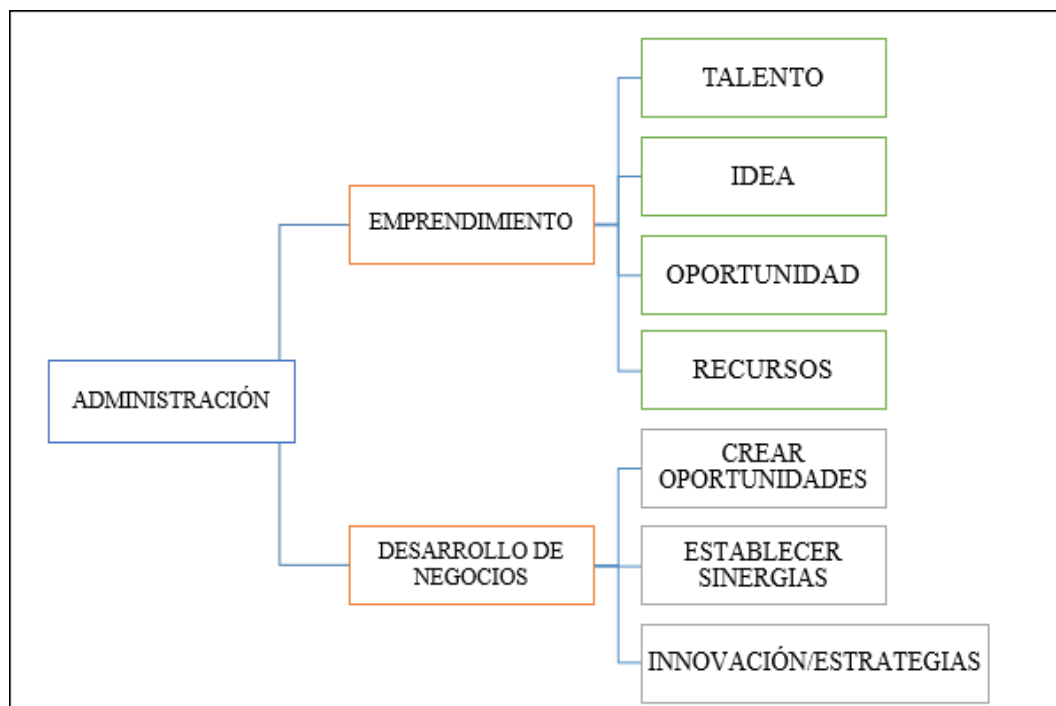 TALENTO
IDEA
EMPRENDIMIENTO
OPORTUNIDAD
RECURSOS
ADMINISTRACIÓN
CREAR
OPORTUNIDADES
DESARROLLO DE
NEGOCIOS
ESTABLECER
SINERGIAS
INNOVACIÓN/ESTRATEGIAS